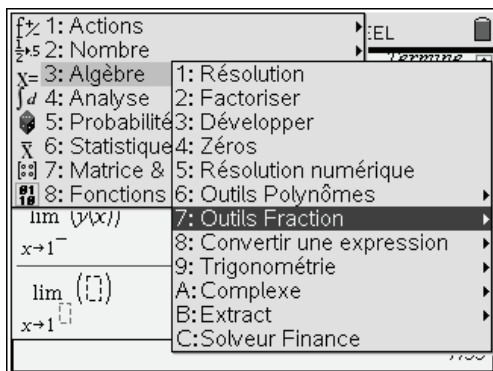 1: Actions
2: Nombre
3: Algèbre
4: Analyse
5: Probabilité
6: Statistique
7: Matrice &
8: Fonctions
1: Résolution
2: Factoriser
3: Développer
4: Zéros
5: Résolution numérique
6: Outils Polynômes
7: Outils Fraction
8: Convertir une expression
9: Trigonométrie
A: Complexe
B: Extract
C: Solveur Finance
EEL
Terminé
lim (y(x))
x→1⁻
lim ([])
x→1